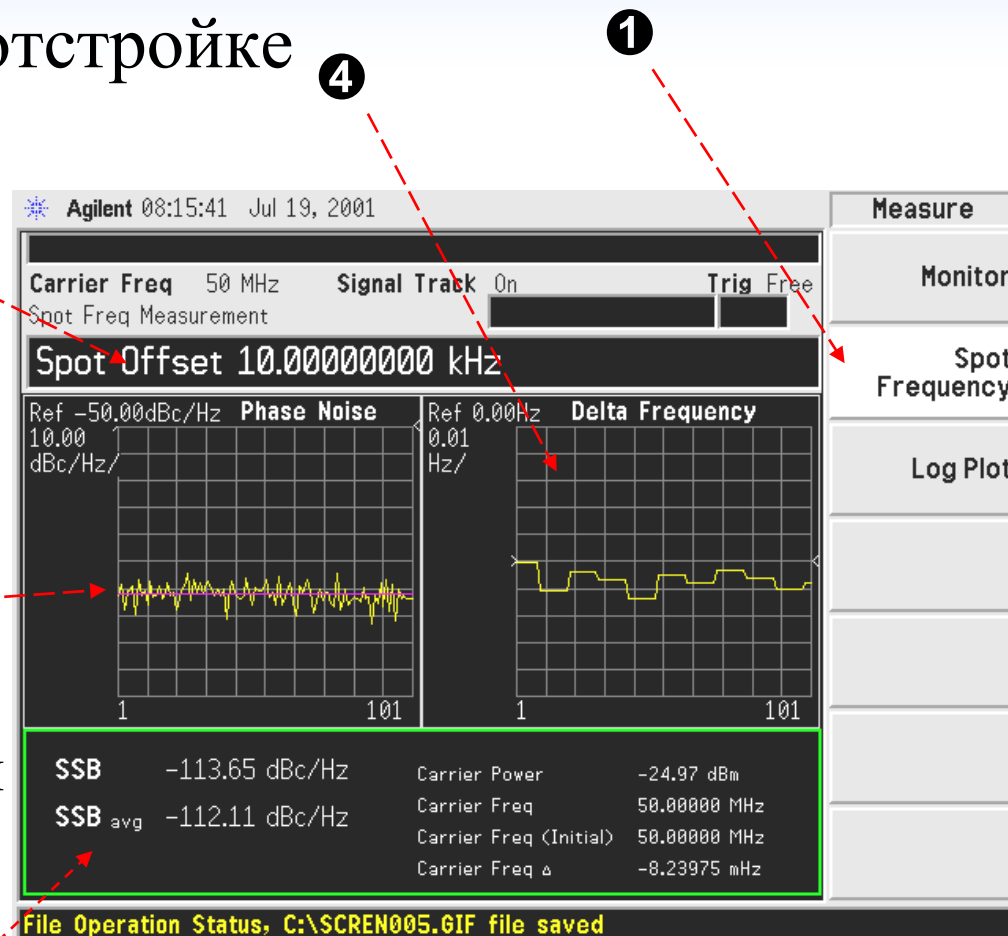 отстройке
❹
❶
Agilent 08:15:41 Jul 19, 2001
Measure
Carrier Freq 50 MHz Signal Track On Trig Free
Spot Freq Measurement
Monitor
Spot Offset 10.00000000 kHz
Spot
Frequency
Ref -50.00dBc/Hz Phase Noise
10.00
dBc/Hz/
Ref 0.00Hz Delta Frequency
0.01
Hz/
Log Plot
1 101
1 101
SSB -113.65 dBc/Hz
SSB avg -112.11 dBc/Hz
Carrier Power -24.97 dBm
Carrier Freq 50.00000 MHz
Carrier Freq (Initial) 50.00000 MHz
Carrier Freq Δ -8.23975 mHz
File Operation Status, C:\SCREN005.GIF file saved